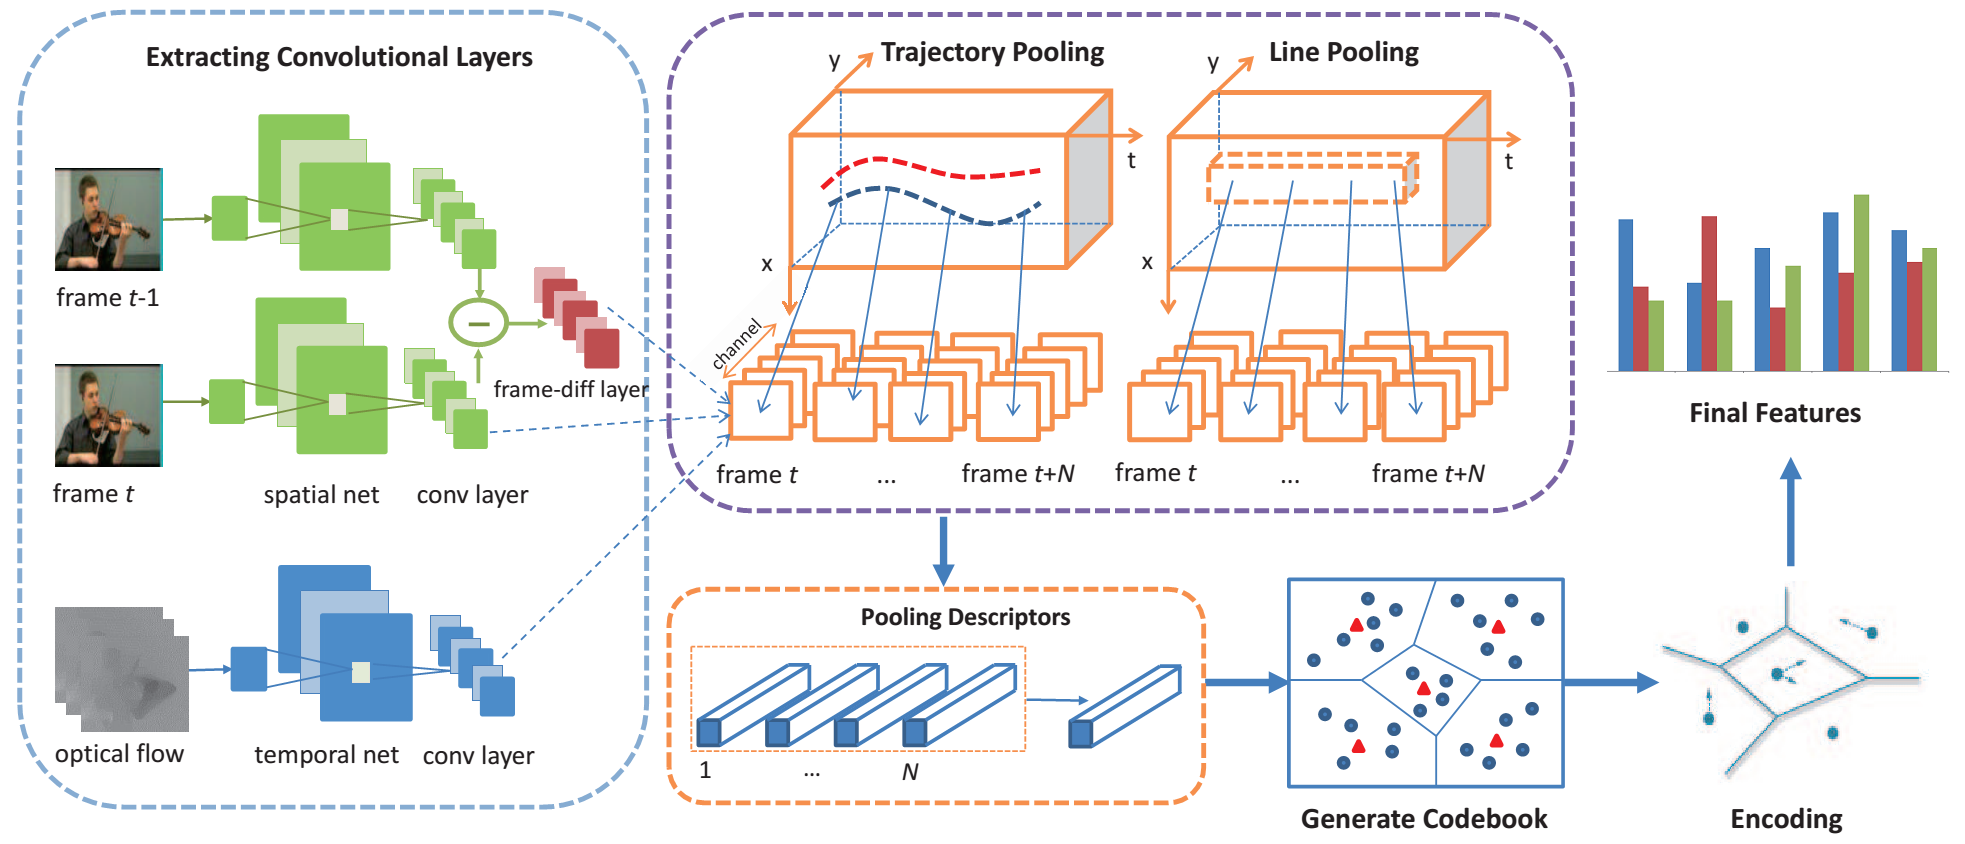 Extracting Convolutional Layers
frame t-1
frame t
spatial net
conv layer
frame-diff layer
optical flow
temporal net
conv layer
Trajectory Pooling
y
t
x
channel
frame t
...
frame t+N
Line Pooling
y
t
x
frame t
...
frame t+N
Pooling Descriptors
1
...
N
Generate Codebook
Encoding
Final Features